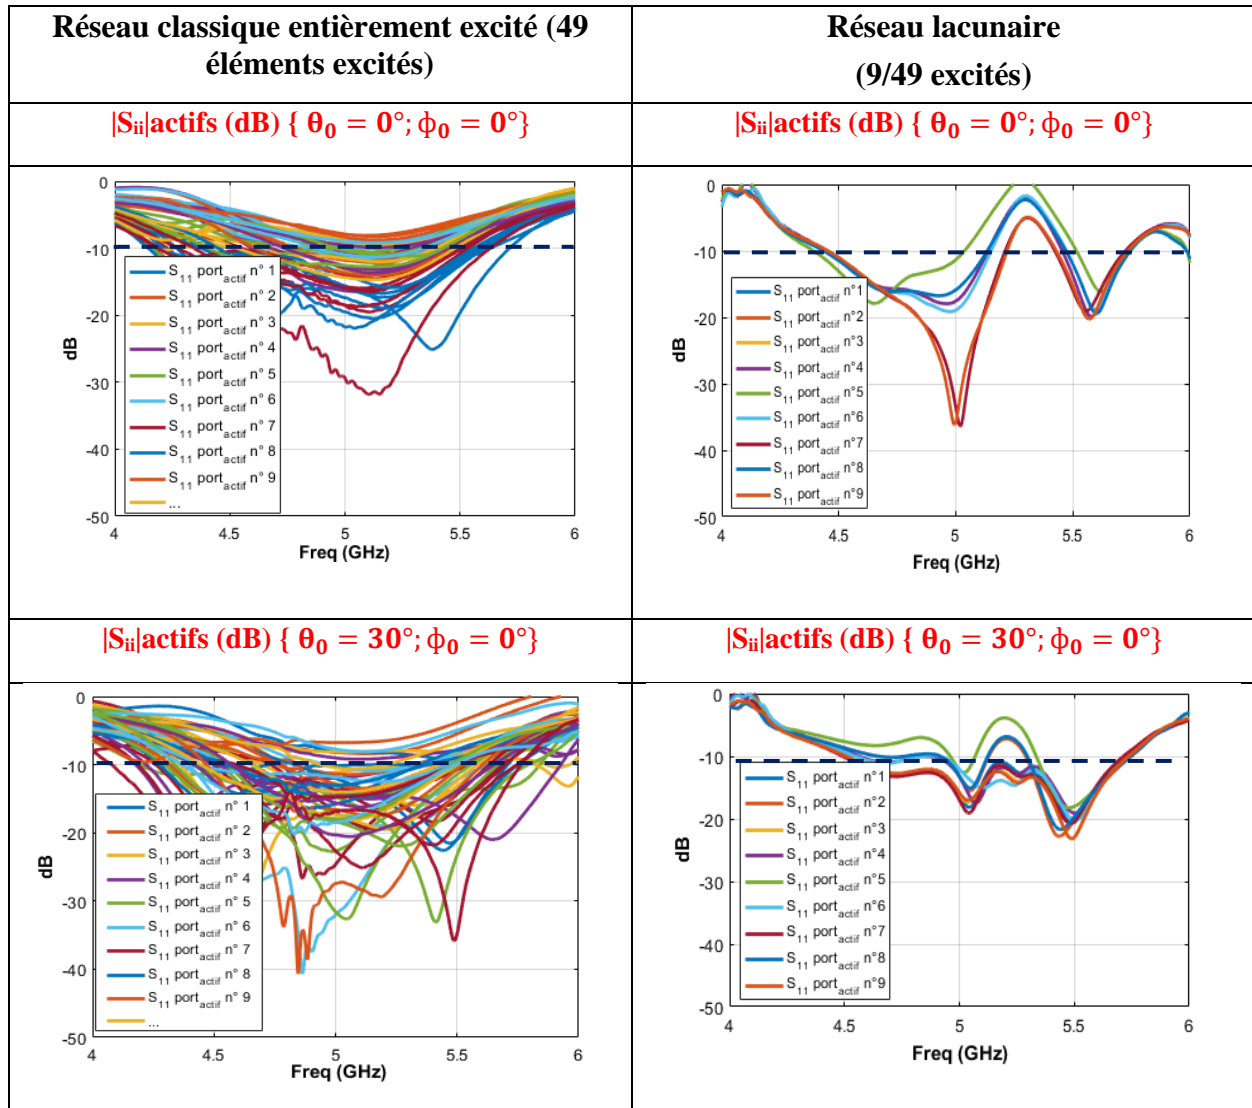 Réseau classique entièrement excité (49
éléments excités)
Réseau lacunaire
(9/49 excités)
|Sii|actifs (dB) { θ0 = 0°; ϕ0 = 0°}
|Sii|actifs (dB) { θ0 = 0°; ϕ0 = 0°}
0
-10
-20
-30
-40
-50
dB
S11 portactif n° 1
S11 portactif n° 2
S11 portactif n° 3
S11 portactif n° 4
S11 portactif n° 5
S11 portactif n° 6
S11 portactif n° 7
S11 portactif n° 8
S11 portactif n° 9
...
4 4.5 5 5.5 6
Freq (GHz)
0
-10
-20
-30
-40
-50
dB
S11 portactif n°1
S11 portactif n°2
S11 portactif n°3
S11 portactif n°4
S11 portactif n°5
S11 portactif n°6
S11 portactif n°7
S11 portactif n°8
S11 portactif n°9
4 4.5 5 5.5 6
Freq (GHz)
|Sii|actifs (dB) { θ0 = 30°; ϕ0 = 0°}
|Sii|actifs (dB) { θ0 = 30°; ϕ0 = 0°}
0
-10
-20
-30
-40
-50
dB
S11 portactif n° 1
S11 portactif n° 2
S11 portactif n° 3
S11 portactif n° 4
S11 portactif n° 5
S11 portactif n° 6
S11 portactif n° 7
S11 portactif n° 8
S11 portactif n° 9
...
4 4.5 5 5.5 6
Freq (GHz)
0
-10
-20
-30
-40
-50
dB
S11 portactif n°1
S11 portactif n°2
S11 portactif n°3
S11 portactif n°4
S11 portactif n°5
S11 portactif n°6
S11 portactif n°7
S11 portactif n°8
S11 portactif n°9
4 4.5 5 5.5 6
Freq (GHz)